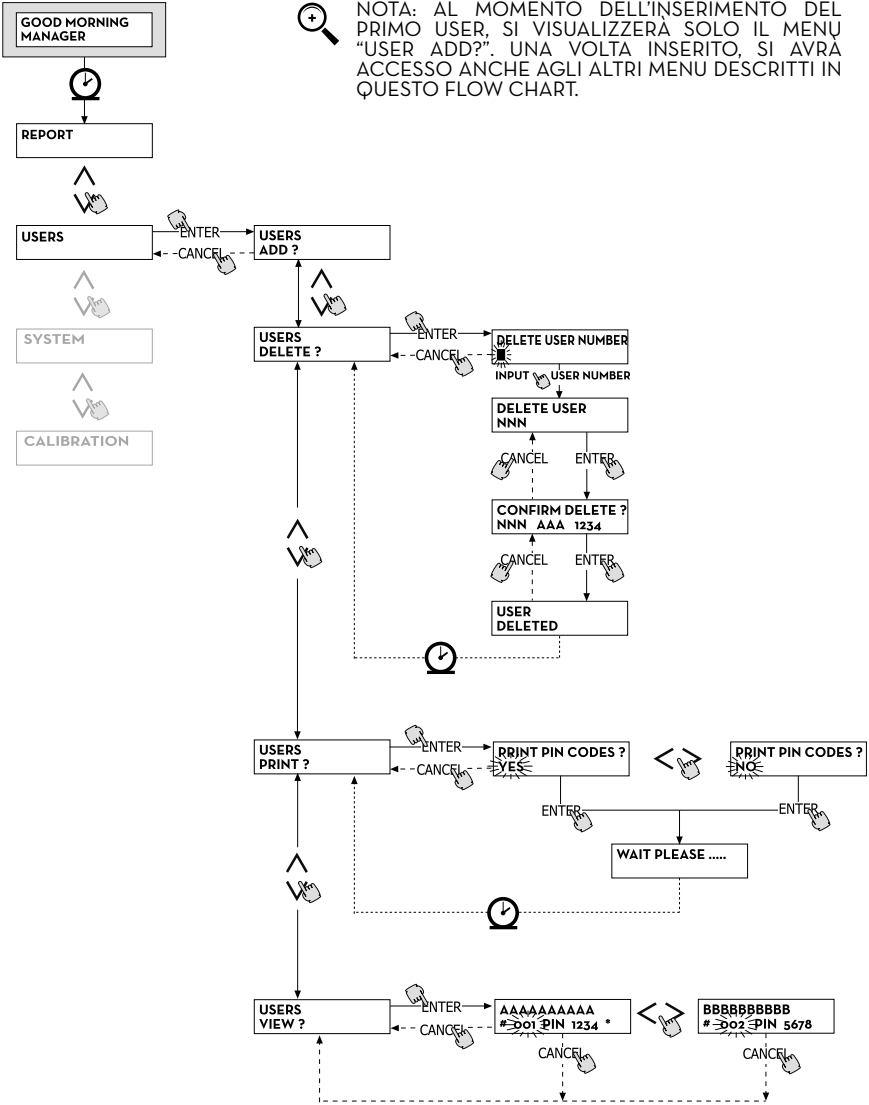 GOOD MORNING
MANAGER
NOTA: AL MOMENTO DELL'INSERIMENTO DEL
PRIMO USER, SI VISUALIZZERÀ SOLO IL MENÙ
“USER ADD?”. UNA VOLTA INSERITO, SI AVRÀ
ACCESSO ANCHE AGLI ALTRI MENU DESCRITTI IN
QUESTO FLOW CHART.
REPORT
USERS
ENTER
CANCEL
USERS
ADD ?
SYSTEM
CALIBRATION
USERS
DELETE ?
ENTER
CANCEL
DELETE USER NUMBER
INPUT USER NUMBER
DELETE USER
NNN
CANCEL ENTER
CONFIRM DELETE ?
NNN AAA 1234
CANCEL ENTER
USER
DELETED
USERS
PRINT ?
ENTER
CANCEL
PRINT PIN CODES ?
YES
PRINT PIN CODES ?
NO
ENTER
ENTER
WAIT PLEASE .....
USERS
VIEW ?
ENTER
CANCEL
AAAAAAAAAA
# 001 PIN 1234 *
BBBBBBBBBB
# 002 PIN 5678
CANCEL
CANCEL